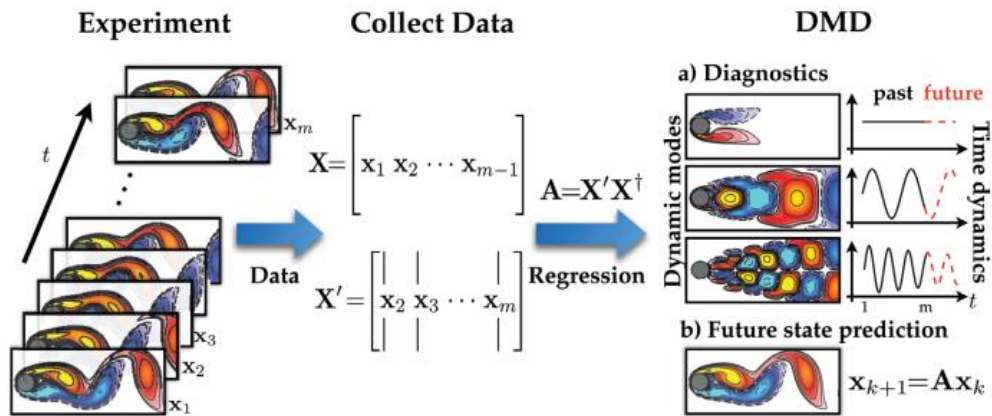 Experiment
Collect Data
DMD
t
x_m
x_3
x_2
x_1
Data
X=[x_1 x_2 ⋯ x_{m−1}]
X′=[x_2 x_3 ⋯ x_m]
A=X′X†
Regression
a) Diagnostics
Dynamic modes
past future
Time dynamics
1 m t
b) Future state prediction
x_{k+1}=Ax_k